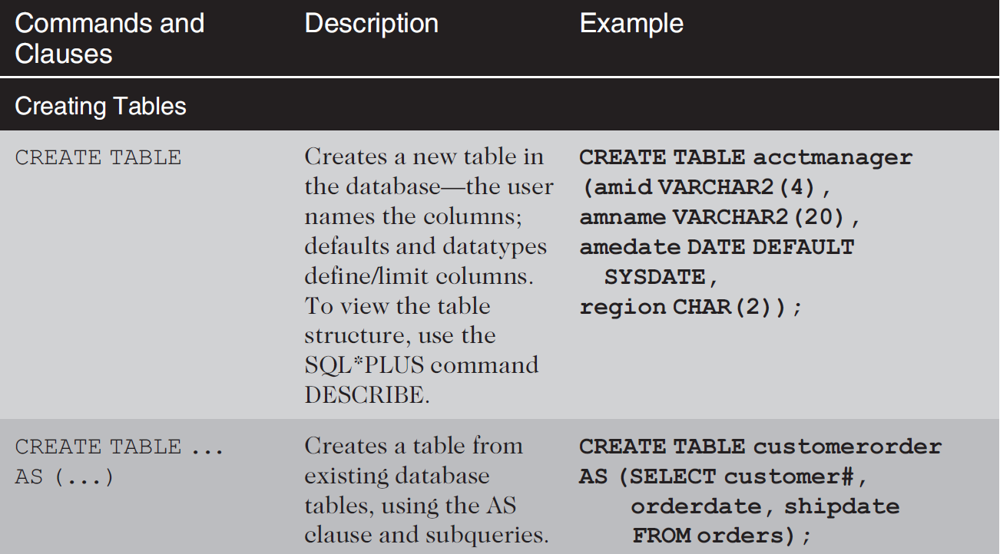 Commands and Clauses
Description
Example
Creating Tables
CREATE TABLE
Creates a new table in
the database—the user
names the columns;
defaults and datatypes
define/limit columns.
To view the table
structure, use the
SQL*PLUS command
DESCRIBE.
CREATE TABLE acctmanager
(amid VARCHAR2(4),
amname VARCHAR2(20),
amedate DATE DEFAULT
SYSDATE,
region CHAR(2));
CREATE TABLE ...
AS (...)
Creates a table from
existing database
tables, using the AS
clause and subqueries.
CREATE TABLE customerorder
AS (SELECT customer#,
orderdate, shipdate
FROM orders);